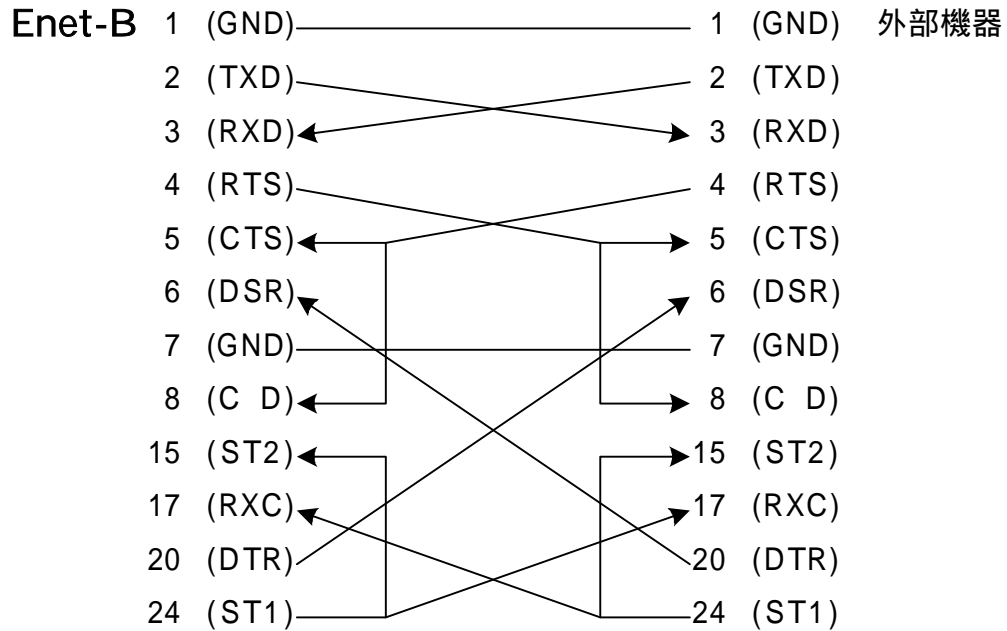 Enet-B 1 (GND) 1 (GND) 外部機器
2 (TXD) 2 (TXD)
3 (RXD) 3 (RXD)
4 (RTS) 4 (RTS)
5 (CTS) 5 (CTS)
6 (DSR) 6 (DSR)
7 (GND) 7 (GND)
8 (C D) 8 (C D)
15 (ST2) 15 (ST2)
17 (RXC) 17 (RXC)
20 (DTR) 20 (DTR)
24 (ST1) 24 (ST1)